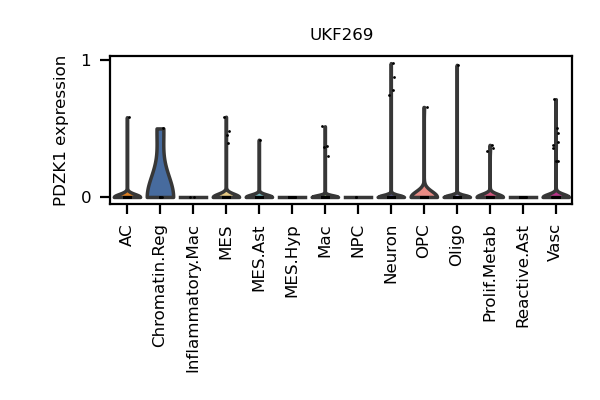 UKF269
PDZK1 expression
1
0
AC
Chromatin.Reg
Inflammatory.Mac
MES
MES.Ast
MES.Hyp
Mac
NPC
Neuron
OPC
Oligo
Prolif.Metab
Reactive.Ast
Vasc